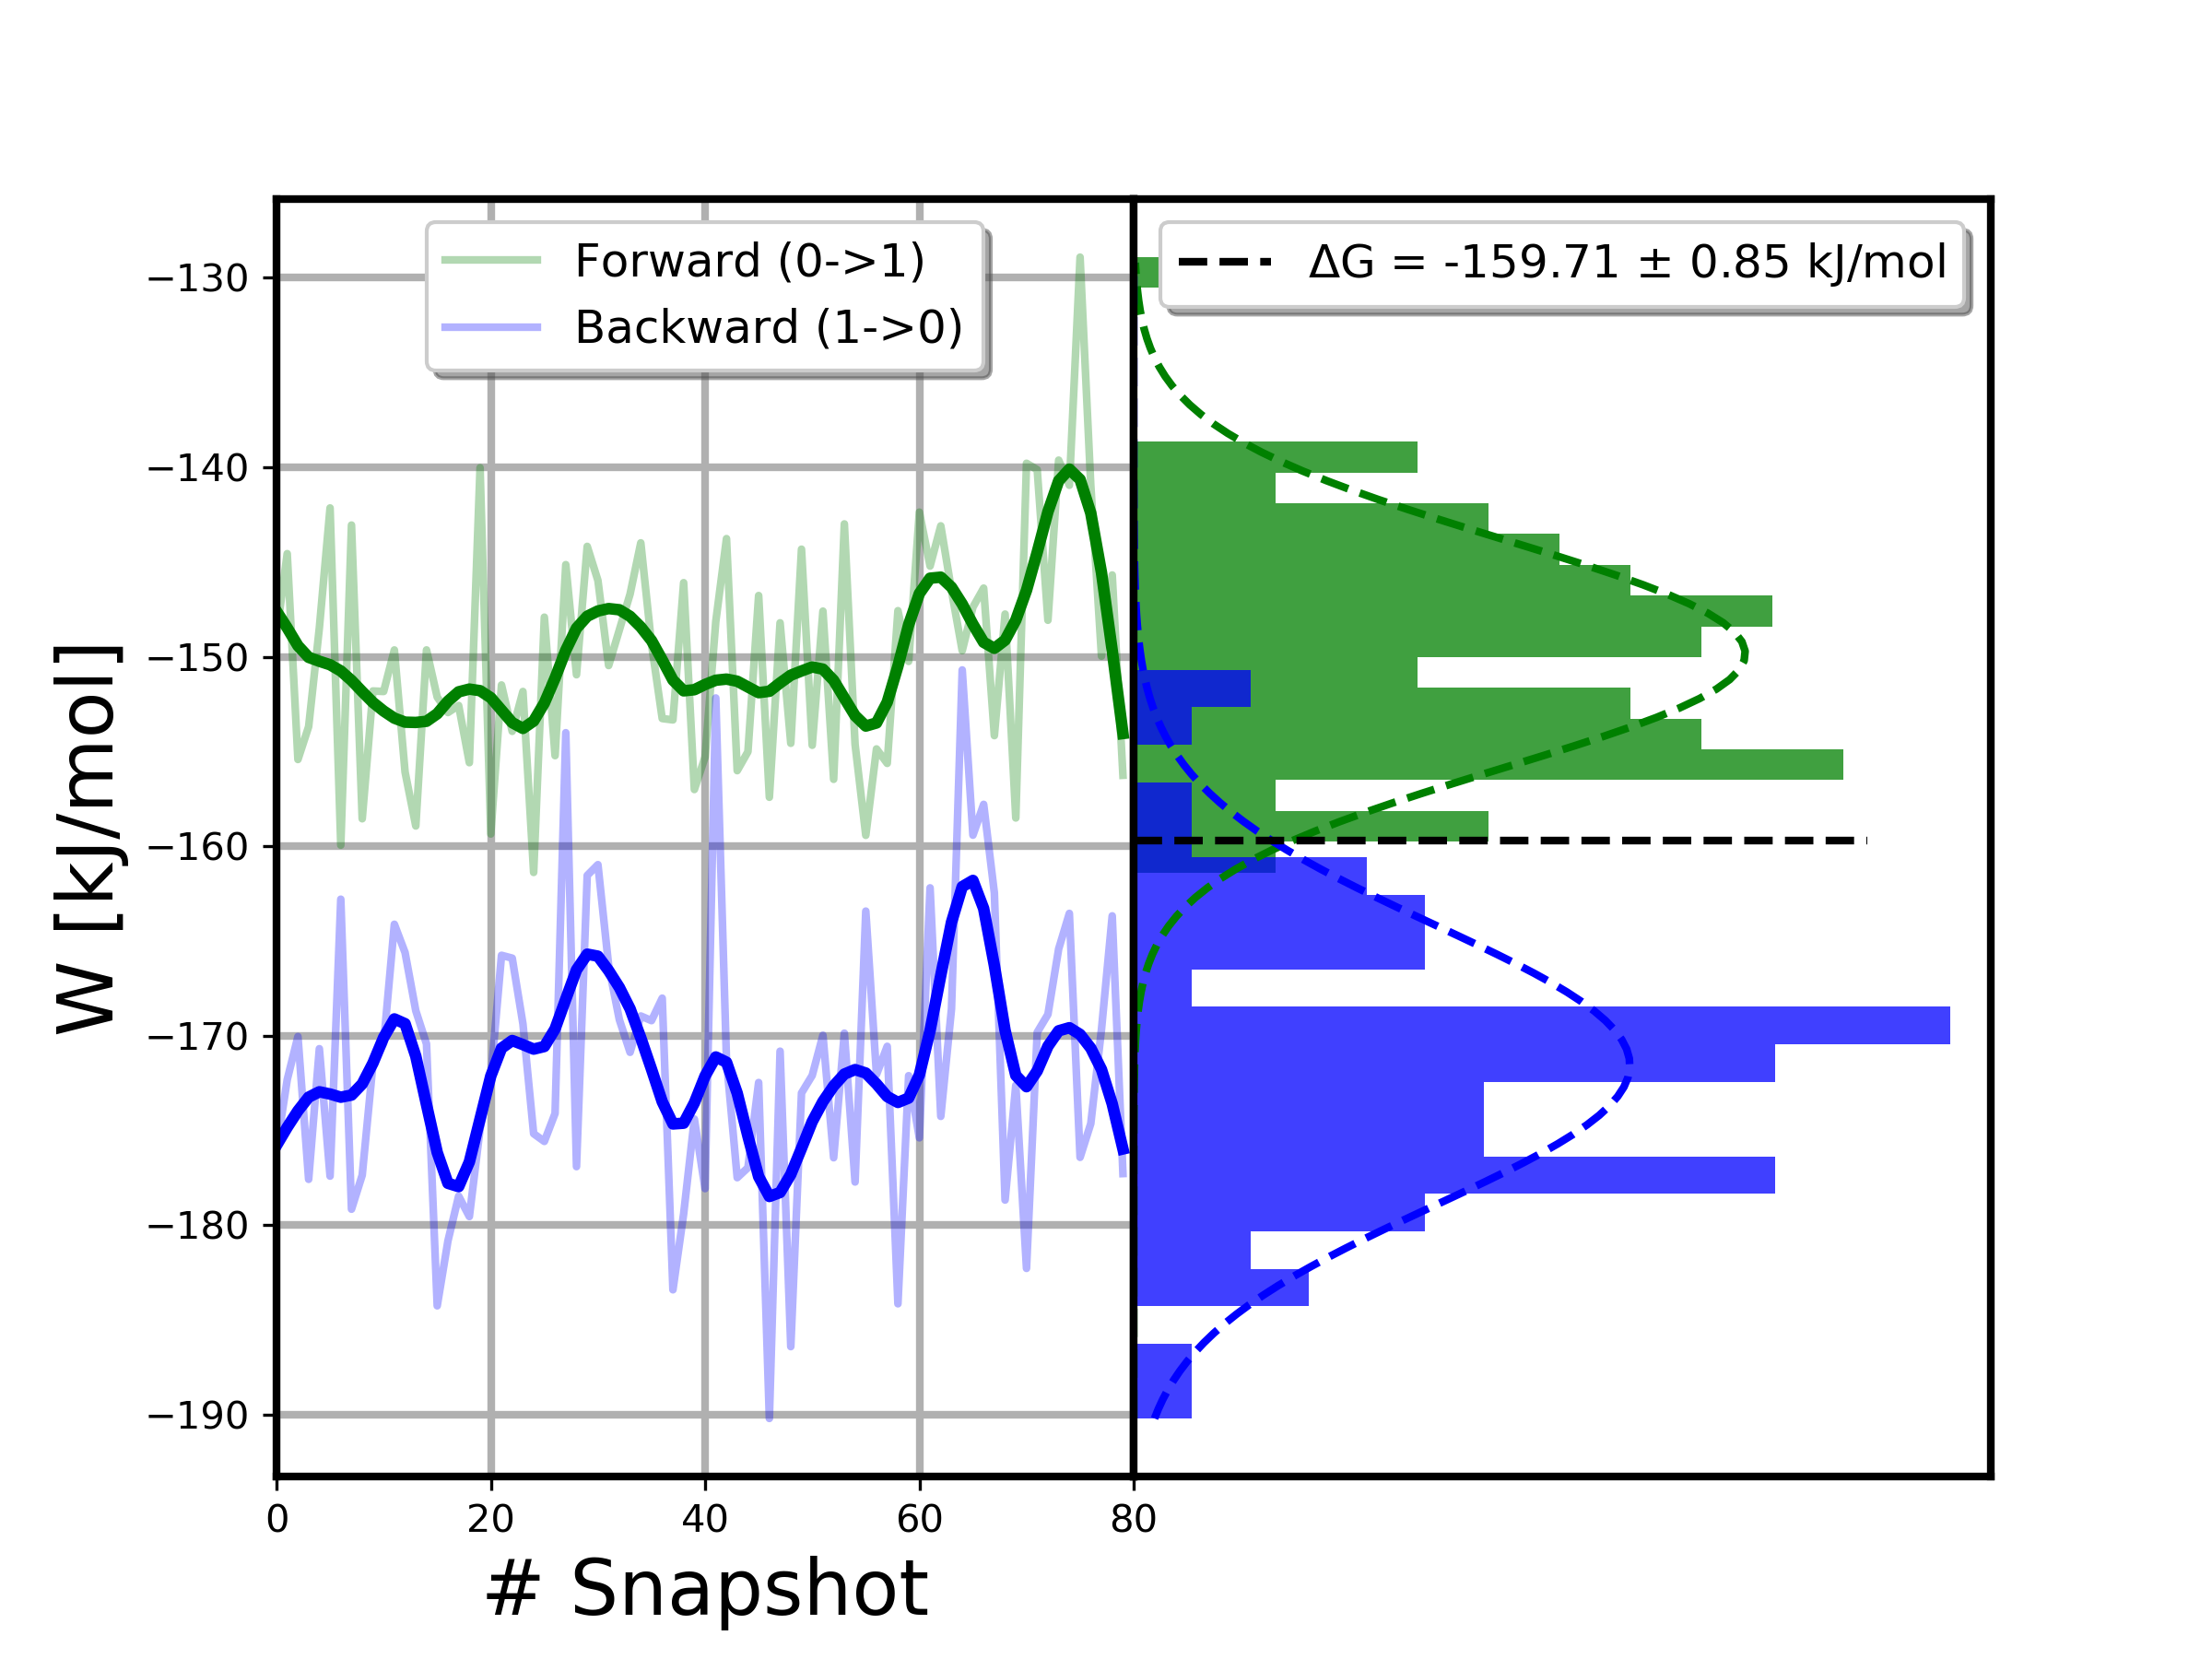 Forward (0->1)
Backward (1->0)
ΔG = -159.71 ± 0.85 kJ/mol
W [kJ/mol]
−130
−140
−150
−160
−170
−180
−190
0 20 40 60 80
# Snapshot